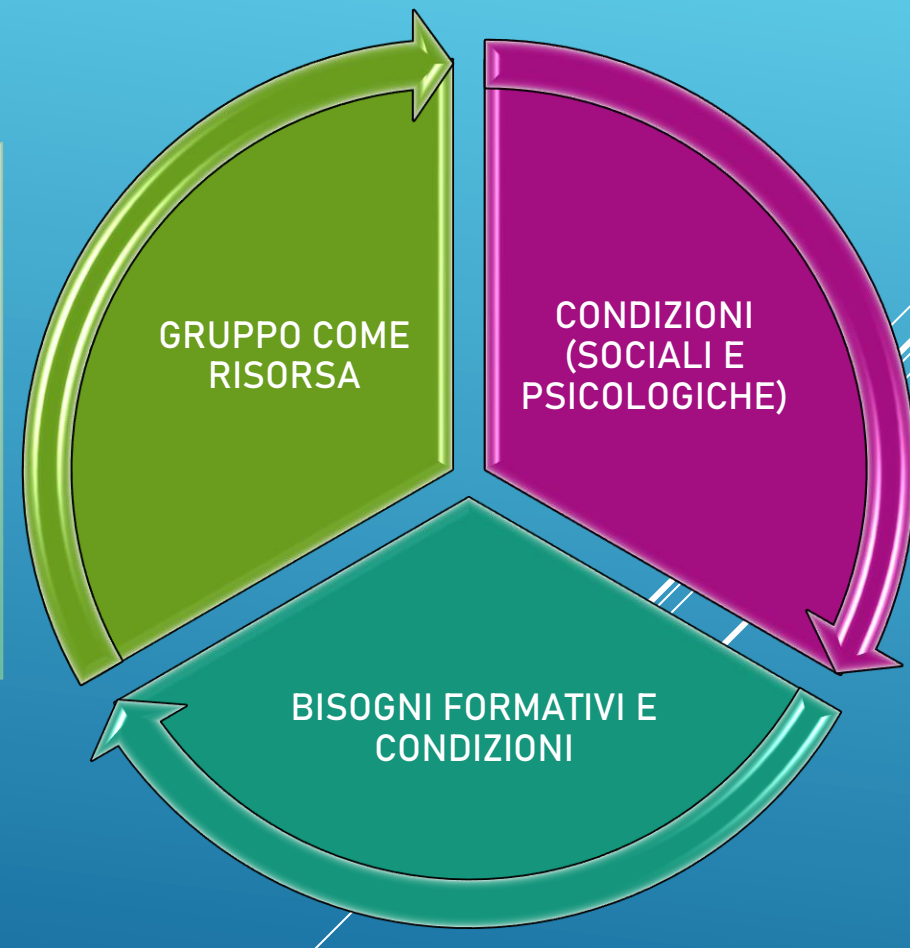 GRUPPO COME
RISORSA
CONDIZIONI
(SOCIALI E
PSICOLOGICHE)
BISOGNI FORMATIVI E
CONDIZIONI